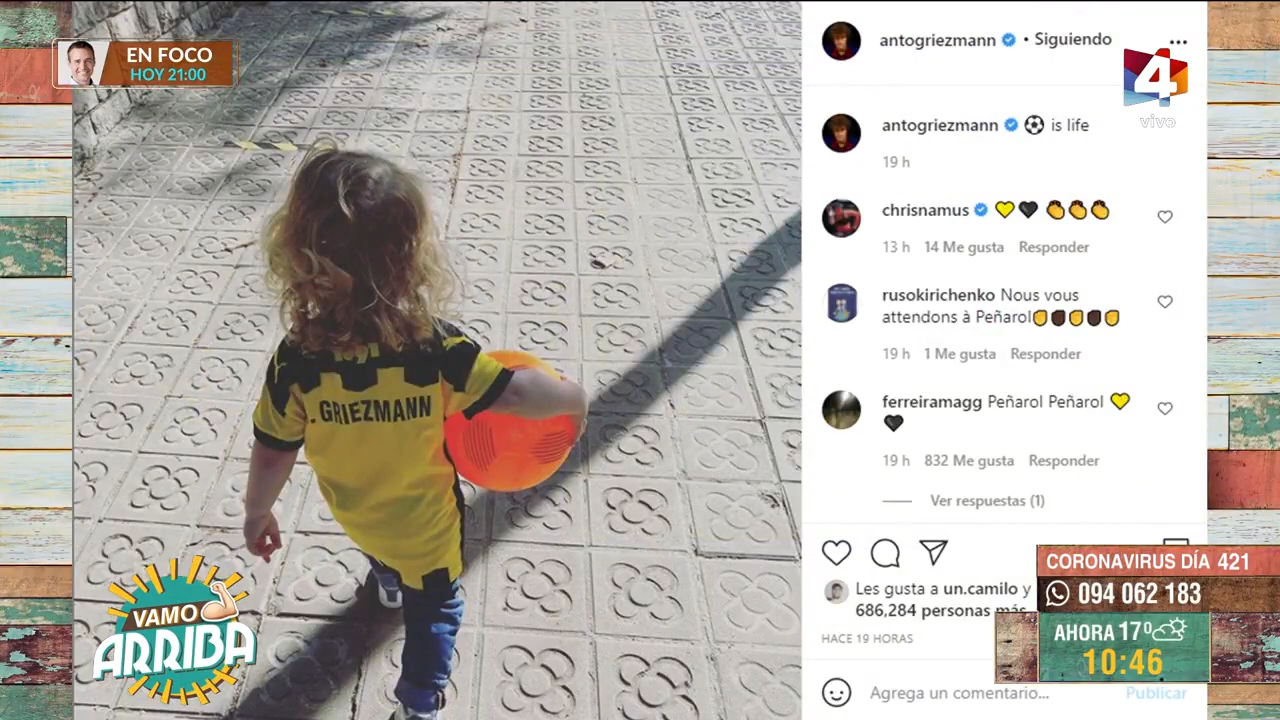 EN FOCO
HOY 21:00
. GRIEZMANN
VAMO
ARRIBA
antogriezmann • Siguiendo
4
vivo
antogriezmann ⚽ is life
19 h
chrisnamus 💛🖤 👏👏👏
13 h 14 Me gusta Responder
rusokirichenko Nous vous
attendons à Peñarol
19 h 1 Me gusta Responder
ferreiramagg Peñarol Peñarol 💛
🖤
19 h 832 Me gusta Responder
Ver respuestas (1)
Les gusta a un.camilo y
686,284 personas más
HACE 19 HORAS
Agrega un comentario...
Publicar
CORONAVIRUS DÍA 421
094 062 183
AHORA 17º
10:46